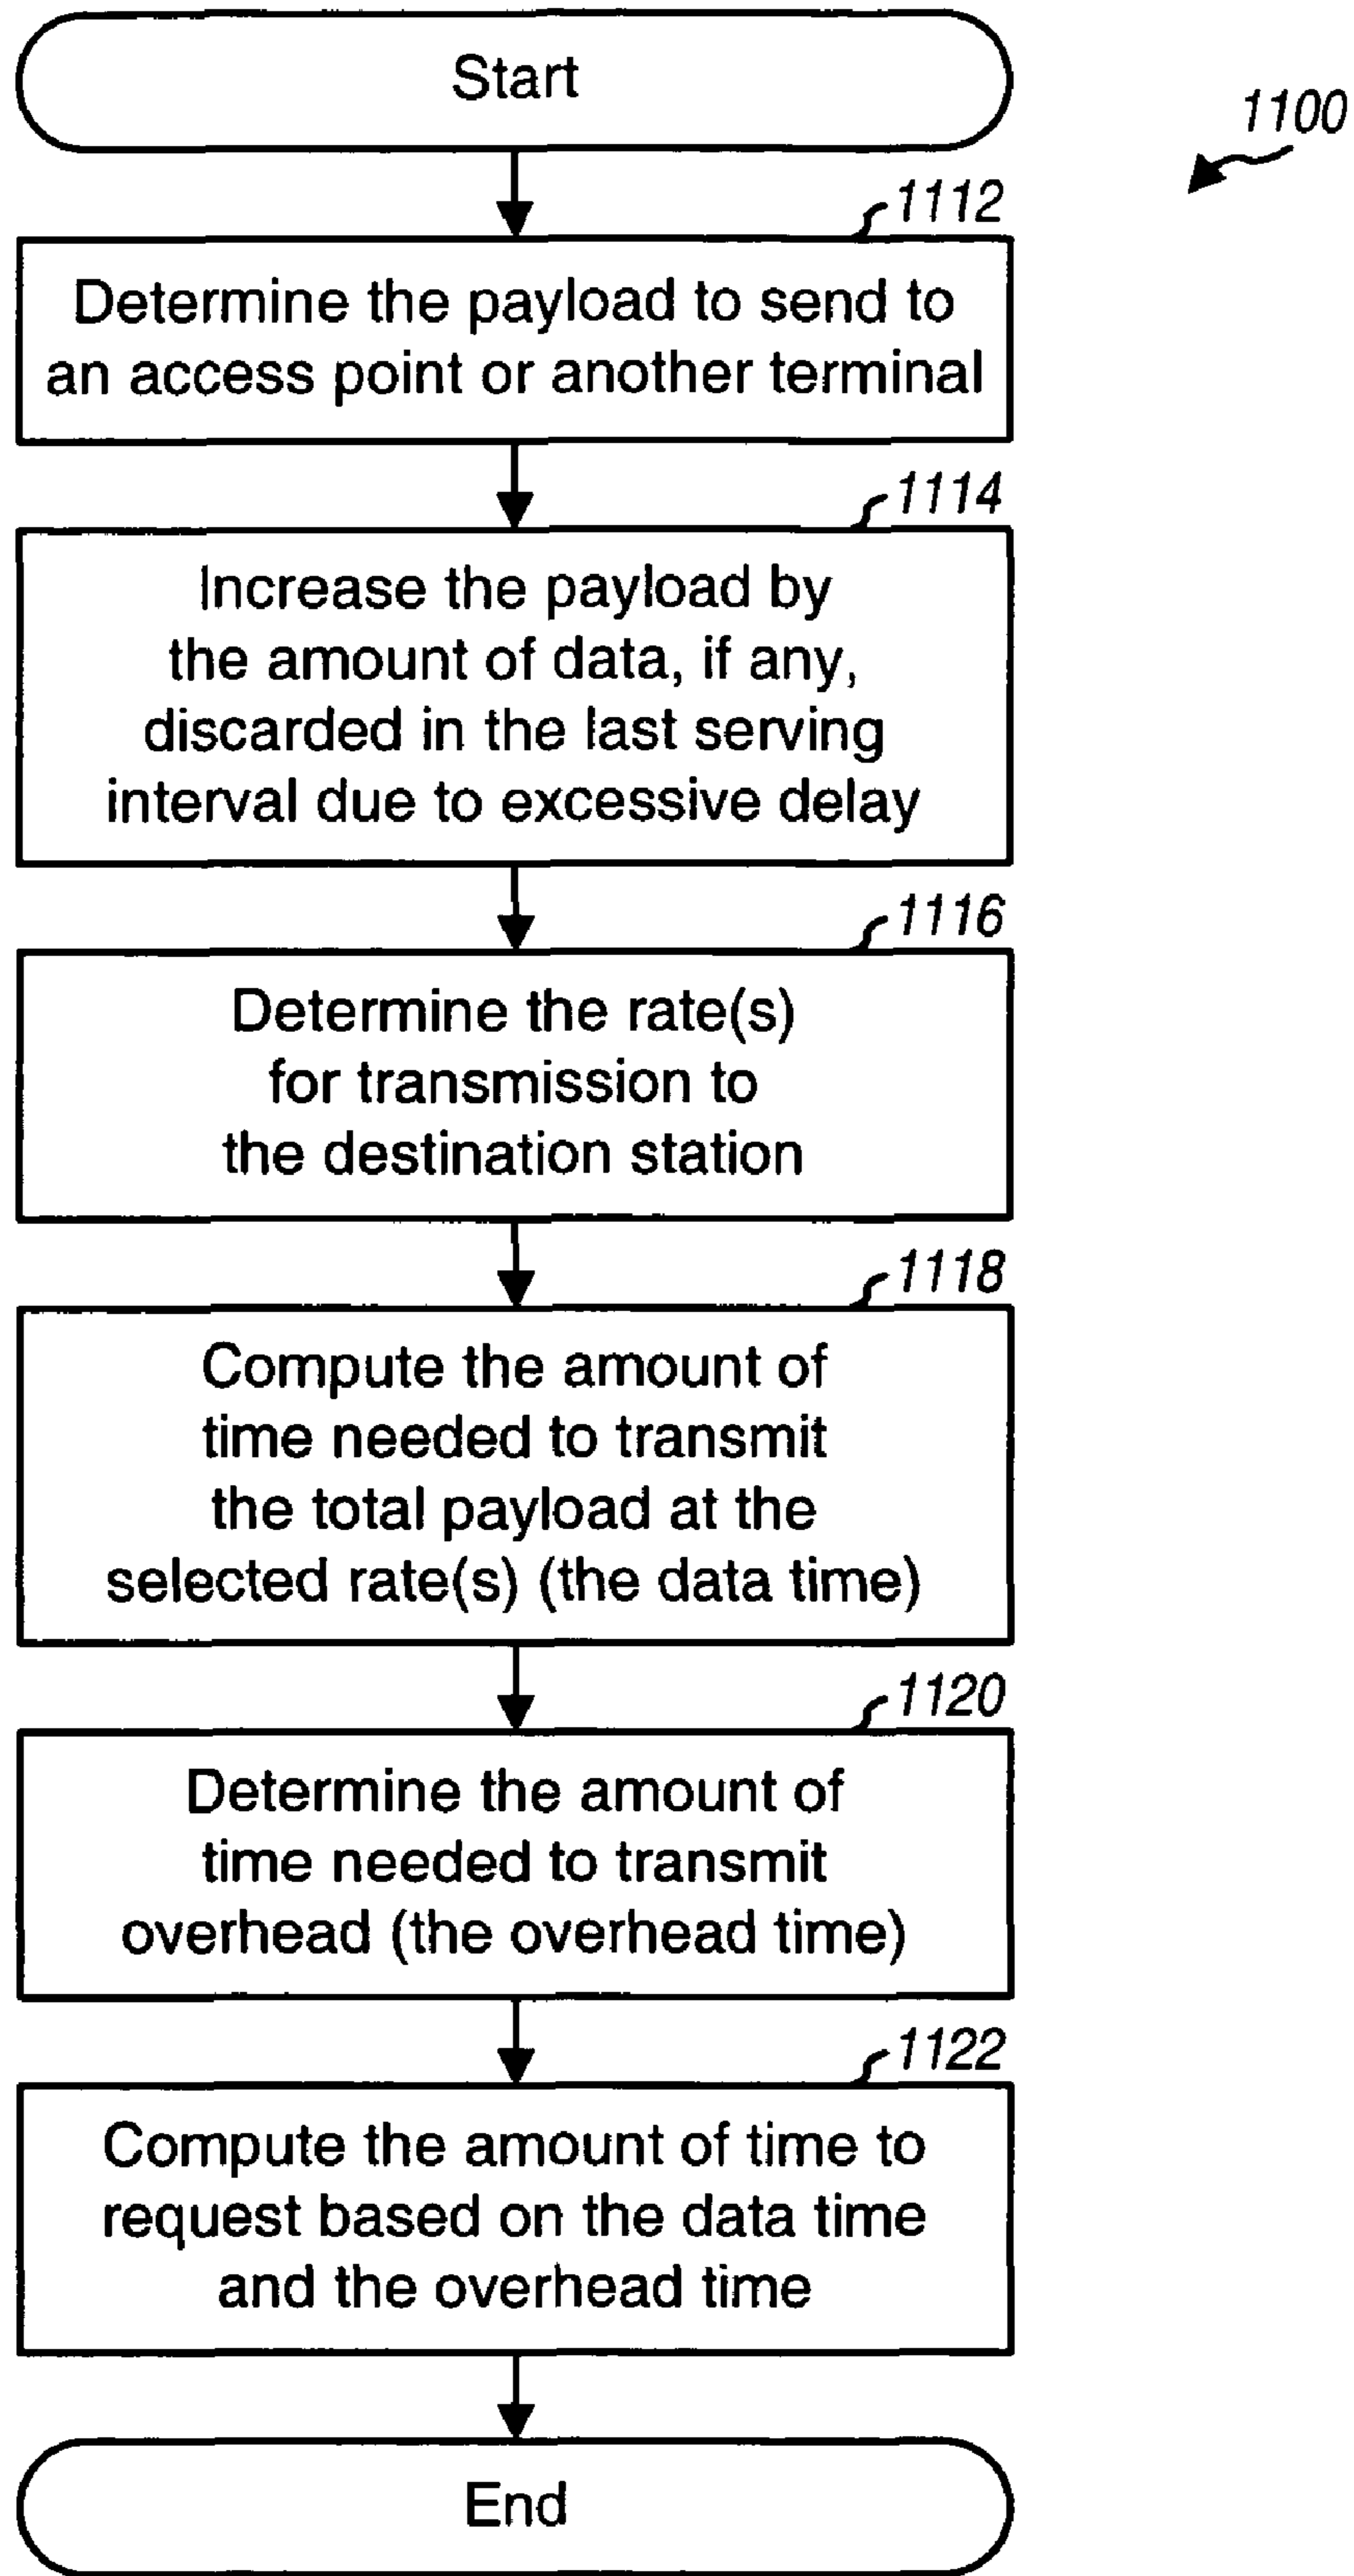 Start
1100
1112
Determine the payload to send to
an access point or another terminal
1114
Increase the payload by
the amount of data, if any,
discarded in the last serving
interval due to excessive delay
1116
Determine the rate(s)
for transmission to
the destination station
1118
Compute the amount of
time needed to transmit
the total payload at the
selected rate(s) (the data time)
1120
Determine the amount of
time needed to transmit
overhead (the overhead time)
1122
Compute the amount of time to
request based on the data time
and the overhead time
End